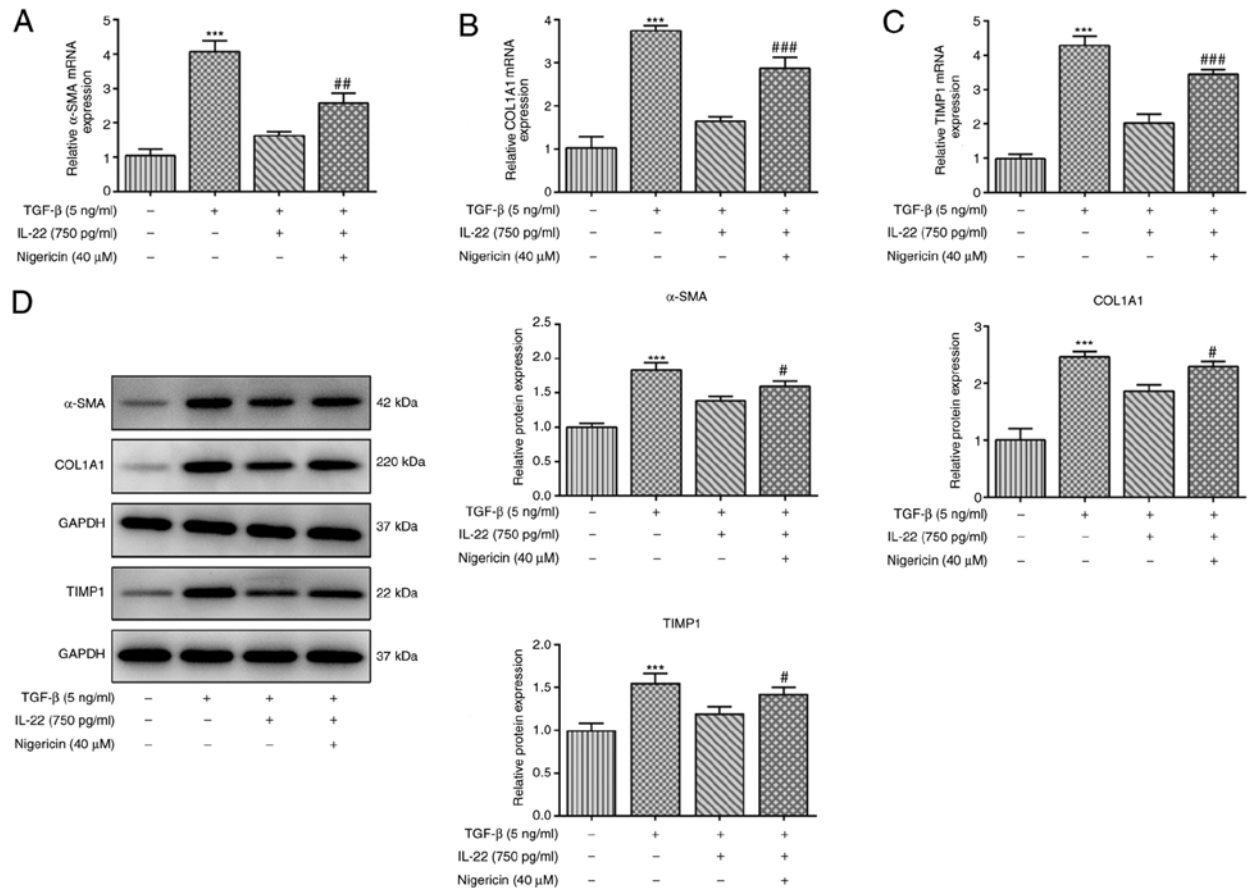 A
Relative α-SMA mRNA
expression
5
4
3
2
1
0
***
##
TGF-β (5 ng/ml) – + + +
IL-22 (750 pg/ml) – – + +
Nigericin (40 μM) – – – +
B
Relative COL1A1 mRNA
expression
4
3
2
1
0
***
###
TGF-β (5 ng/ml) – + + +
IL-22 (750 pg/ml) – – + +
Nigericin (40 μM) – – – +
C
Relative TIMP1 mRNA
expression
5
4
3
2
1
0
***
###
TGF-β (5 ng/ml) – + + +
IL-22 (750 pg/ml) – – + +
Nigericin (40 μM) – – – +
D
α-SMA 42 kDa
COL1A1 220 kDa
GAPDH 37 kDa
TIMP1 22 kDa
GAPDH 37 kDa
TGF-β (5 ng/ml) – + + +
IL-22 (750 pg/ml) – – + +
Nigericin (40 μM) – – – +
α-SMA
Relative protein expression
2.5
2.0
1.5
1.0
0.5
0.0
***
#
TGF-β (5 ng/ml) – + + +
IL-22 (750 pg/ml) – – + +
Nigericin (40 μM) – – – +
COL1A1
Relative protein expression
3
2
1
0
***
#
TGF-β (5 ng/ml) – + + +
IL-22 (750 pg/ml) – – + +
Nigericin (40 μM) – – – +
TIMP1
Relative protein expression
2.0
1.5
1.0
0.5
0.0
***
#
TGF-β (5 ng/ml) – + + +
IL-22 (750 pg/ml) – – + +
Nigericin (40 μM) – – – +